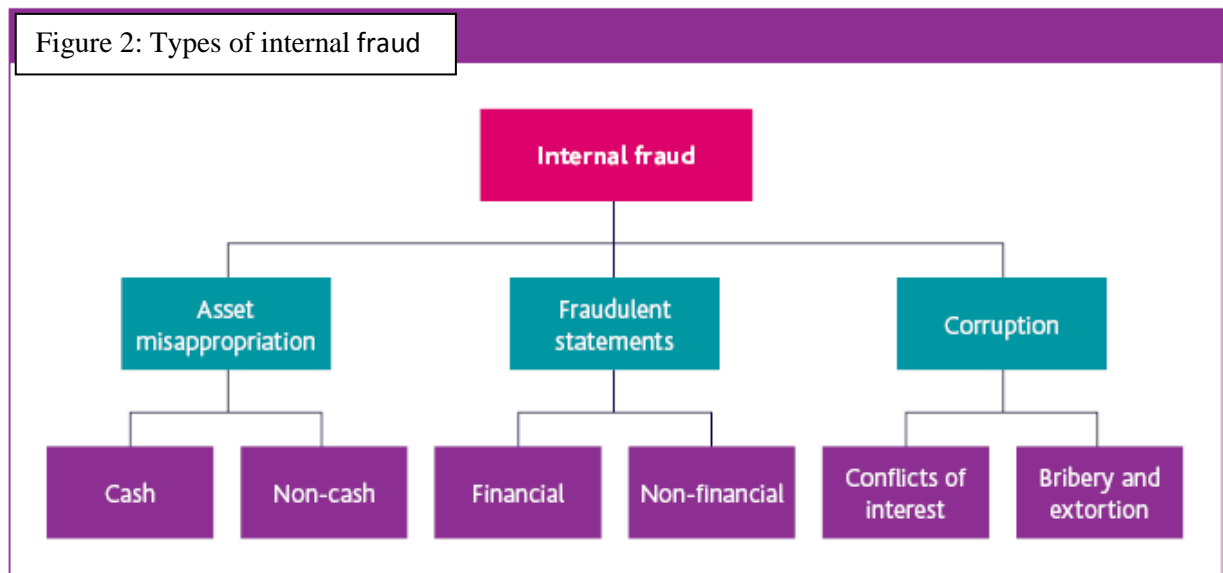 Figure 2: Types of internal fraud
Internal fraud
Asset
misappropriation
Fraudulent
statements
Corruption
Cash
Non-cash
Financial
Non-financial
Conflicts of
interest
Bribery and
extortion